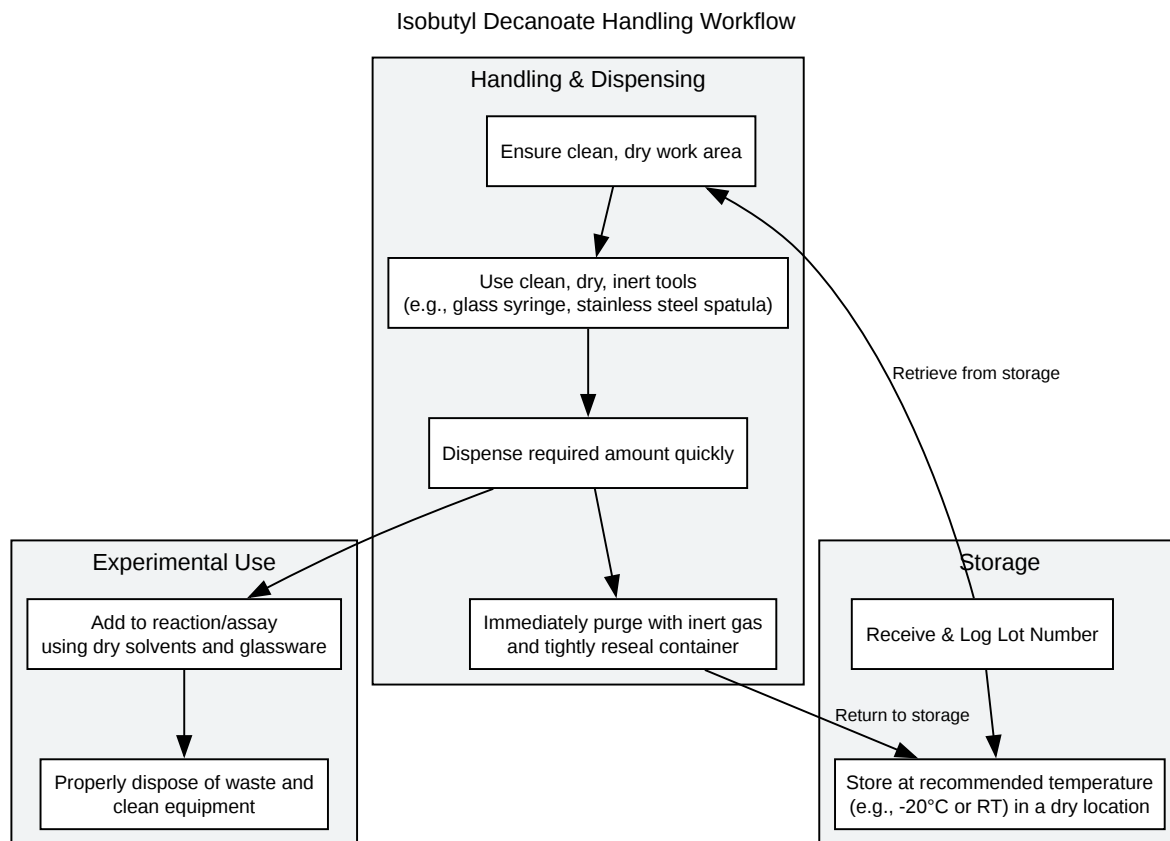 Isobutyl Decanoate Handling Workflow
Handling & Dispensing
Ensure clean, dry work area
Use clean, dry, inert tools
(e.g., glass syringe, stainless steel spatula)
Retrieve from storage
Dispense required amount quickly
Experimental Use
Add to reaction/assay
using dry solvents and glassware
Immediately purge with inert gas
and tightly reseal container
Storage
Receive & Log Lot Number
Return to storage
Properly dispose of waste and
clean equipment
Store at recommended temperature
(e.g., -20°C or RT) in a dry location